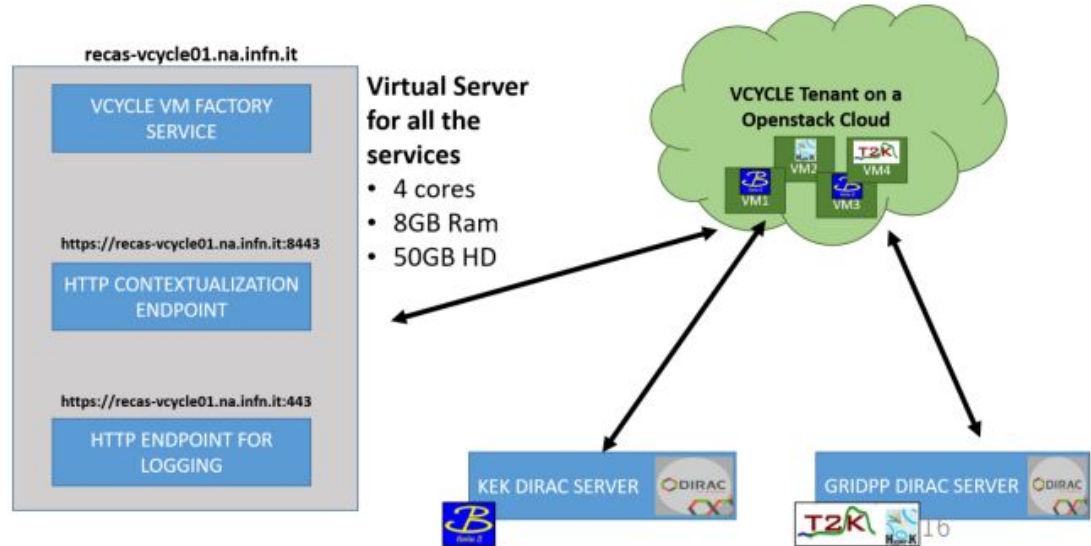 recas-vcycle01.na.infn.it
VCYCLE VM FACTORY
SERVICE
https://recas-vcycle01.na.infn.it:8443
HTTP CONTEXTUALIZATION
ENDPOINT
https://recas-vcycle01.na.infn.it:443
HTTP ENDPOINT FOR
LOGGING
Virtual Server
for all the
services
• 4 cores
• 8GB Ram
• 50GB HD
VCYCLE Tenant on a
Openstack Cloud
VM2
T2K
VM4
B
VM1
B
VM3
KEK DIRAC SERVER
DIRAC
B
Belle II
GRIDPP DIRAC SERVER
DIRAC
T2K
Hyper-K
16